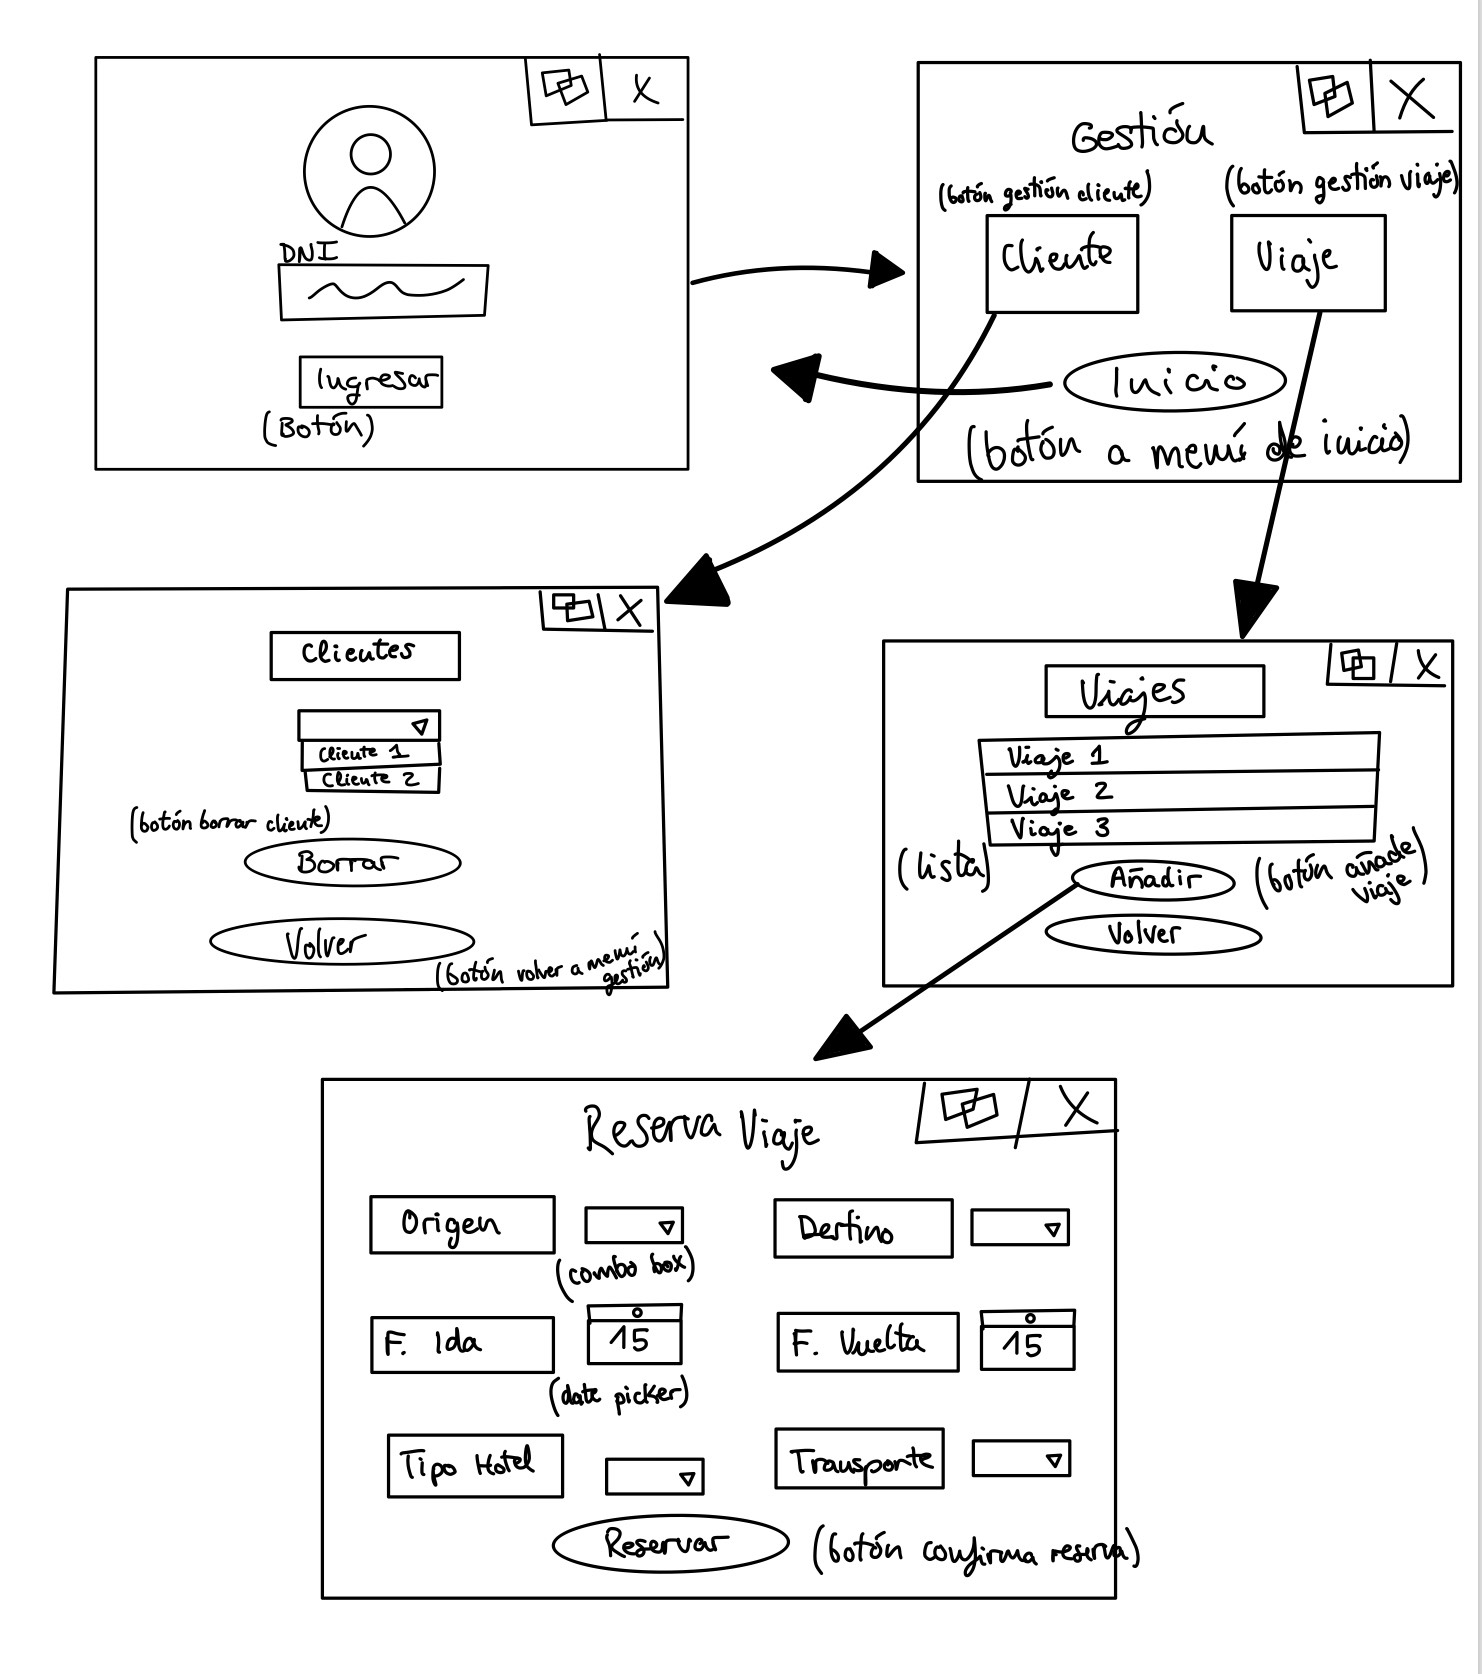 DNI
Ingresar
(Botón)
Gestión
(botón gestión cliente)
(botón gestión viaje)
Cliente
Viaje
Inicio
(botón a menú de inicio)
Clientes
Cliente 1
Cliente 2
(botón borrar cliente)
Borrar
Volver
(botón volver a menú
gestión)
Viajes
Viaje 1
Viaje 2
Viaje 3
(lista)
Añadir
(botón añade
viaje)
Volver
Reserva Viaje
Origen
(combo box)
Destino
F. Ida
15
(date picker)
F. Vuelta
15
Tipo Hotel
Transporte
Reservar
(botón confirma reserva)